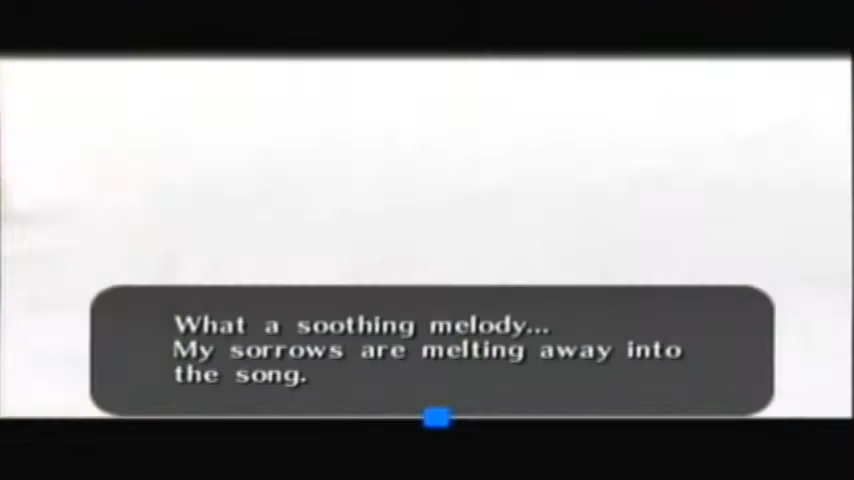 What a soothing melody...
My sorrows are melting away into
the song.